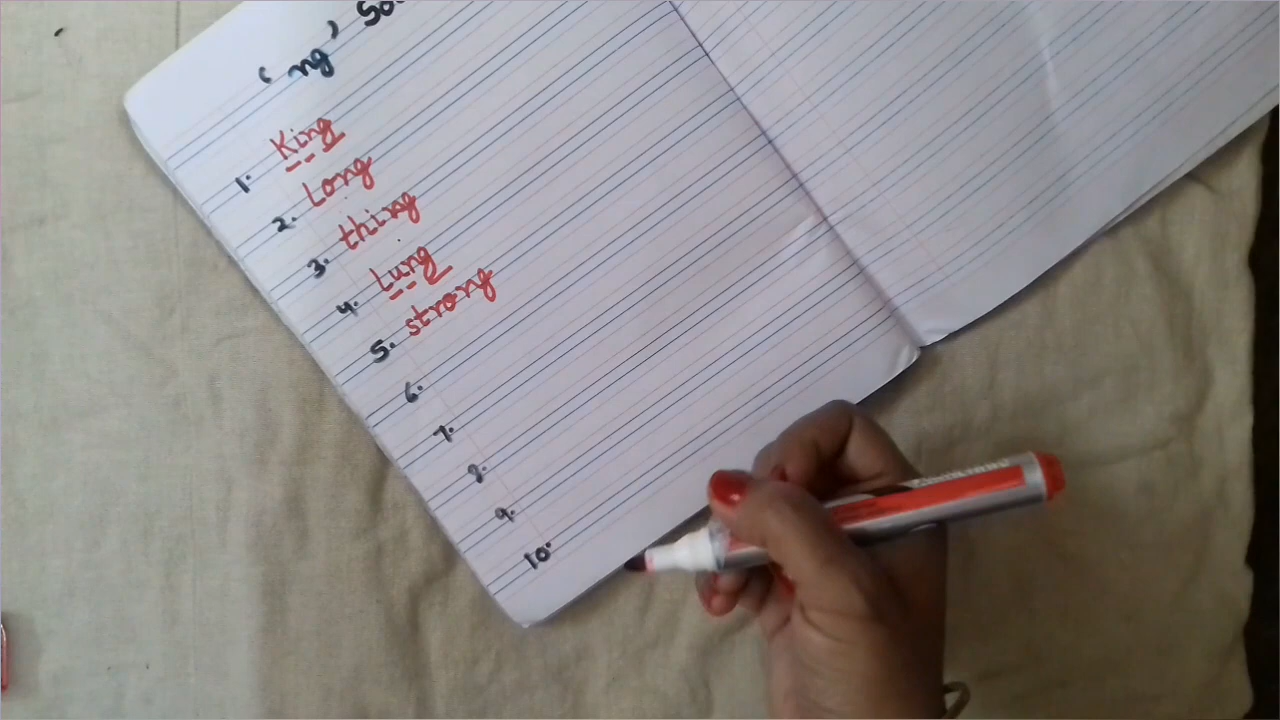 'ng' So
1. King
2. Long
3. thing
4. Lung
5. strong
6.
7.
8.
9.
10.